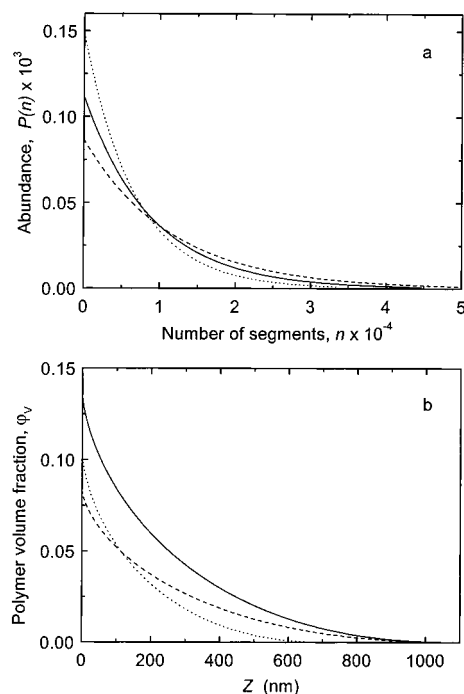 0.15
a
Abundance, P(n) x 10³
0.10
0.05
0.00
0 1 2 3 4 5
Number of segments, n x 10⁻⁴
0.15
b
Polymer volume fraction, φV
0.10
0.05
0.00
0 200 400 600 800 1000
Z (nm)